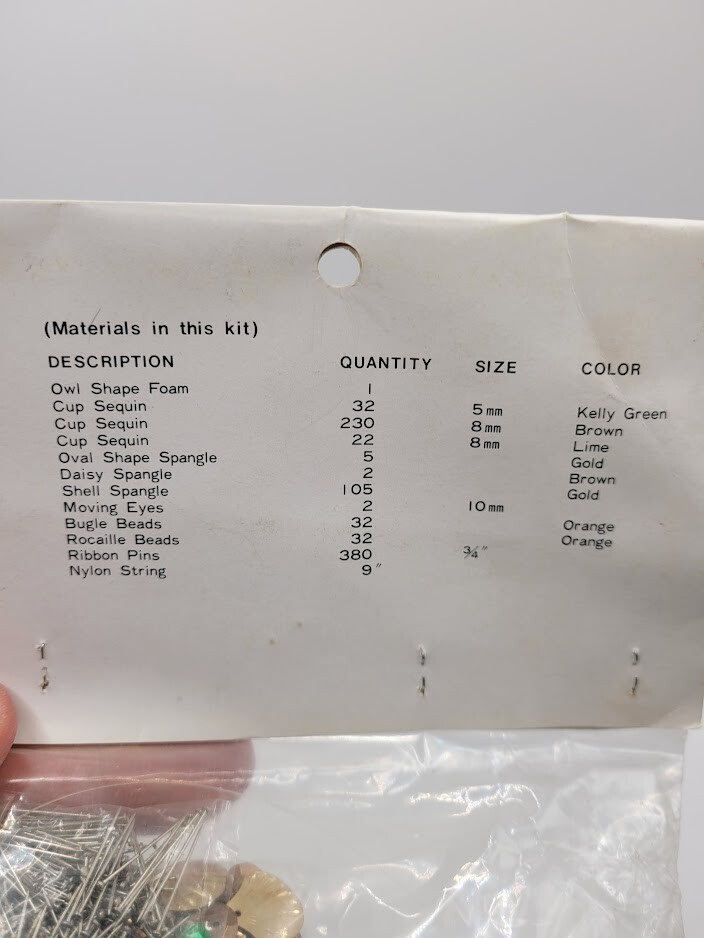 (Materials in this kit)
DESCRIPTION QUANTITY SIZE COLOR
Owl Shape Foam 1
Cup Sequin 32 5mm Kelly Green
Cup Sequin 230 8mm Brown
Cup Sequin 22 8mm Lime
Oval Shape Spangle 5 Gold
Daisy Spangle 2 Brown
Shell Spangle 105 Gold
Moving Eyes 2 10mm
Bugle Beads 32 Orange
Rocaille Beads 32 Orange
Ribbon Pins 380 ¾"
Nylon String 9"